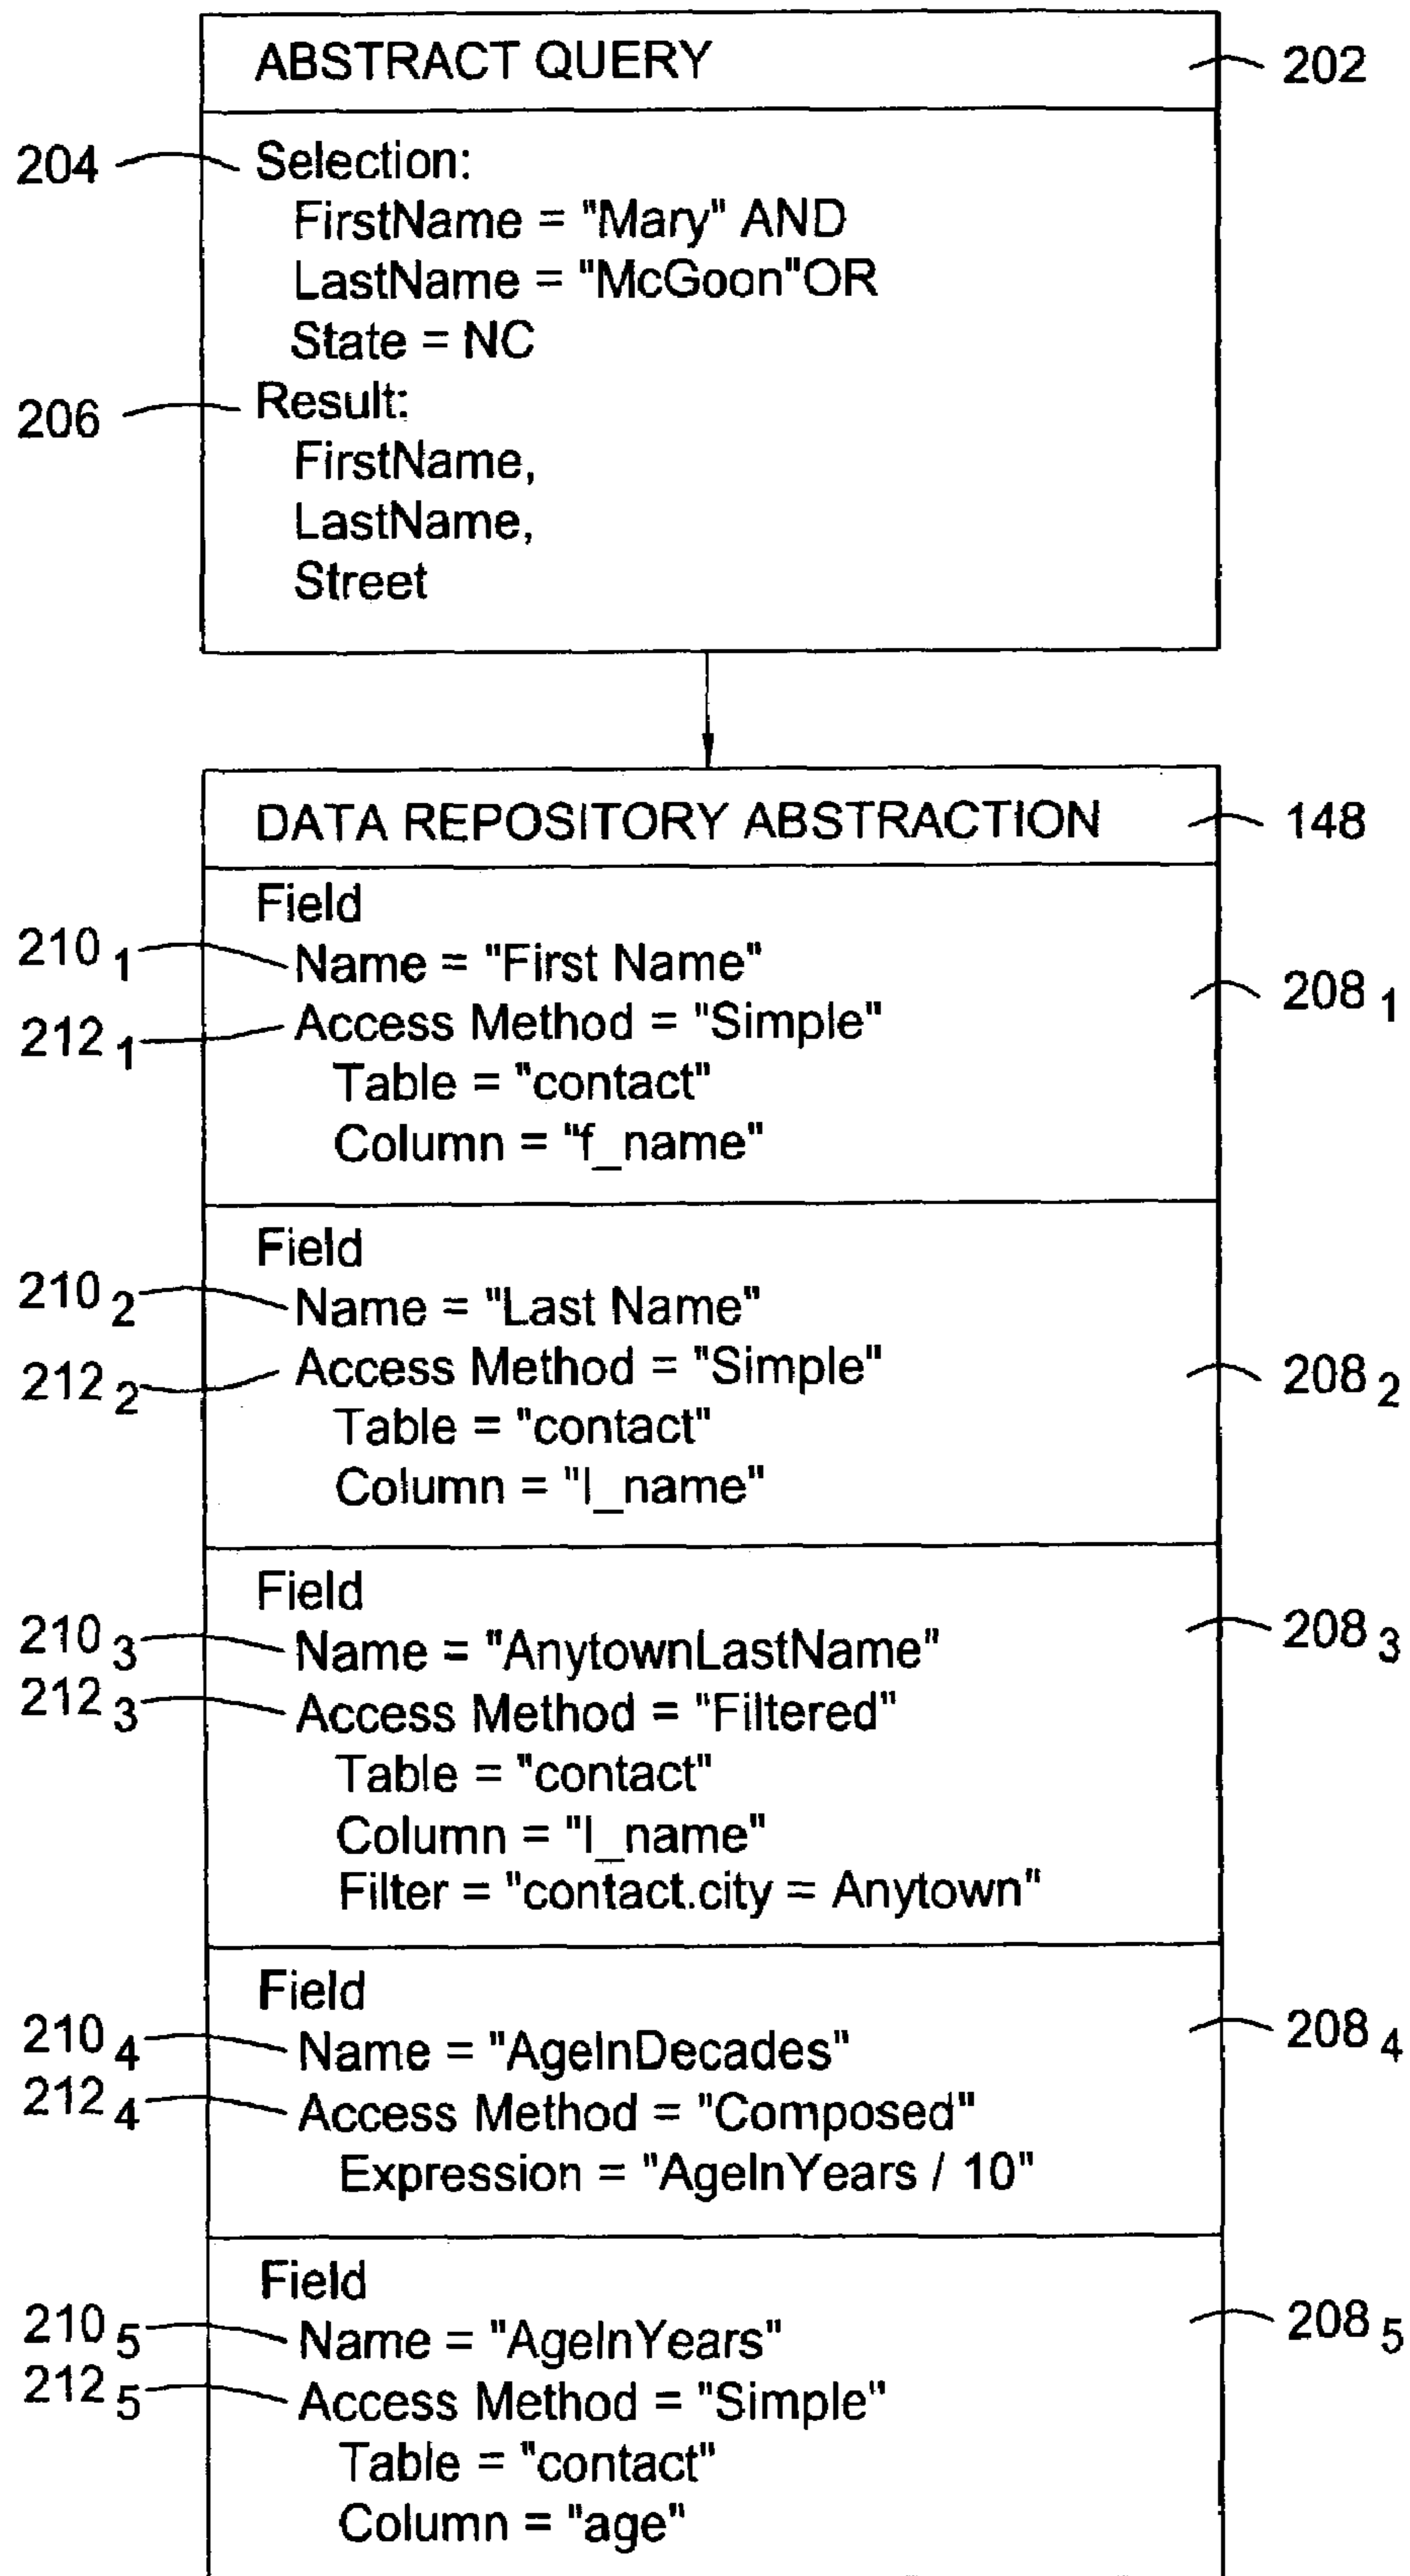 ABSTRACT QUERY 202
204 Selection:
FirstName = "Mary" AND
LastName = "McGoon"OR
State = NC
206 Result:
FirstName,
LastName,
Street
DATA REPOSITORY ABSTRACTION 148
Field
210 1 Name = "First Name" 208 1
212 1 Access Method = "Simple"
Table = "contact"
Column = "f_name"
Field
210 2 Name = "Last Name"
212 2 Access Method = "Simple" 208 2
Table = "contact"
Column = "l_name"
Field
210 3 Name = "AnytownLastName" 208 3
212 3 Access Method = "Filtered"
Table = "contact"
Column = "l_name"
Filter = "contact.city = Anytown"
Field
210 4 Name = "AgeInDecades" 208 4
212 4 Access Method = "Composed"
Expression = "AgeInYears / 10"
Field
210 5 Name = "AgeInYears" 208 5
212 5 Access Method = "Simple"
Table = "contact"
Column = "age"